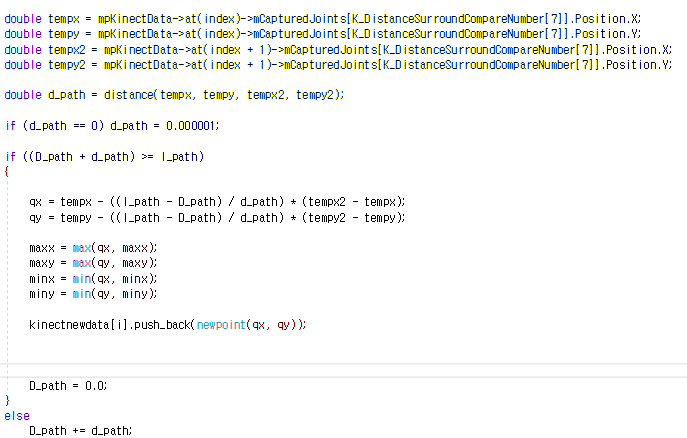 double tempx = mpKinectData->at(index)->mCapturedJoints[K_DistanceSurroundCompareNumber[7]].Position.X;
double tempy = mpKinectData->at(index)->mCapturedJoints[K_DistanceSurroundCompareNumber[7]].Position.Y;
double tempx2 = mpKinectData->at(index + 1)->mCapturedJoints[K_DistanceSurroundCompareNumber[7]].Position.X;
double tempy2 = mpKinectData->at(index + 1)->mCapturedJoints[K_DistanceSurroundCompareNumber[7]].Position.Y;
double d_path = distance(tempx, tempy, tempx2, tempy2);
if (d_path == 0) d_path = 0.000001;
if ((D_path + d_path) >= I_path)
{
qx = tempx - ((I_path - D_path) / d_path) * (tempx2 - tempx);
qy = tempy - ((I_path - D_path) / d_path) * (tempy2 - tempy);
maxx = max(qx, maxx);
maxy = max(qy, maxy);
minx = min(qx, minx);
miny = min(qy, miny);
kinectnewdata[i].push_back(newpoint(qx, qy));
D_path = 0.0;
}
else
D_path += d_path;